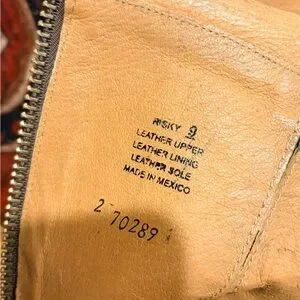 RISKY 9
LEATHER UPPER
LEATHER LINING
LEATHER SOLE
MADE IN MEXICO
2 70289